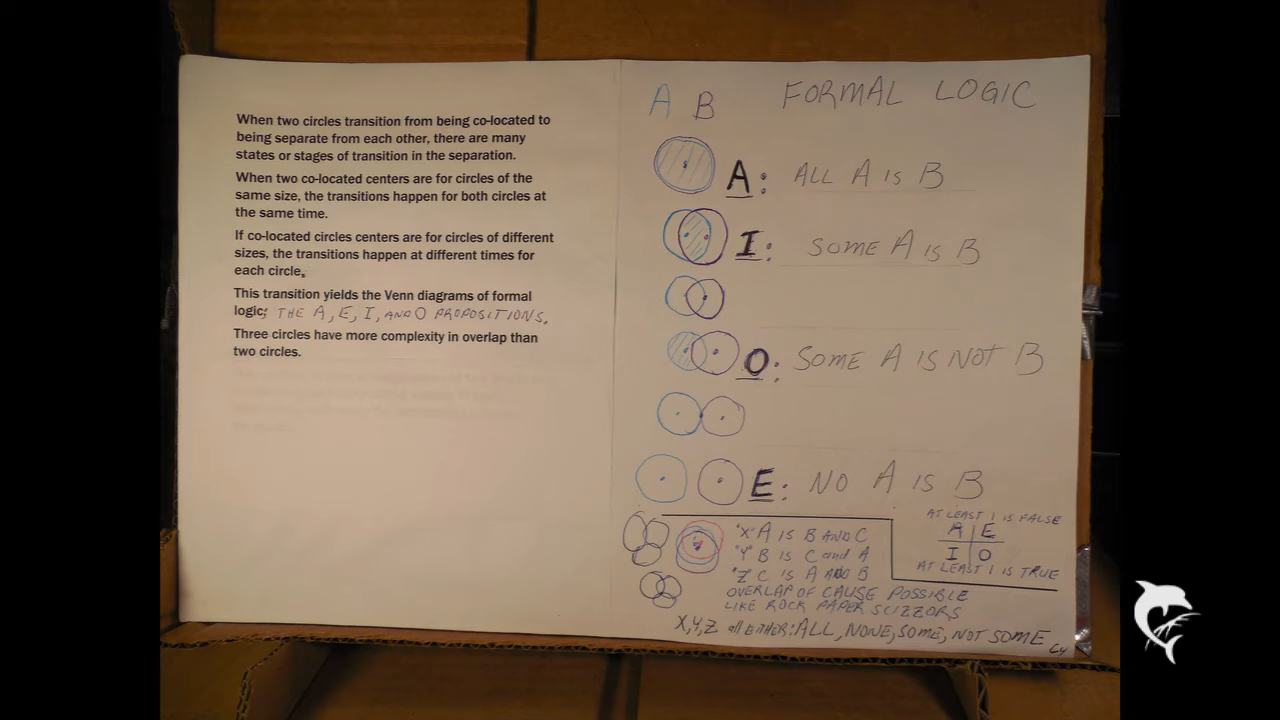 When two circles transition from being co-located to
being separate from each other, there are many
states or stages of transition in the separation.
When two co-located centers are for circles of the
same size, the transitions happen for both circles at
the same time.
If co-located circles centers are for circles of different
sizes, the transitions happen at different times for
each circle.
This transition yields the Venn diagrams of formal
logic; THE A, E, I, AND O PROPOSITIONS.
Three circles have more complexity in overlap than
two circles.
A B FORMAL LOGIC
A: ALL A IS B
I: SOME A IS B
O: SOME A IS NOT B
E: NO A IS B
"X" A IS B AND C
"Y" B IS C and A
"Z" C IS A AND B
OVERLAP OF CAUSE POSSIBLE
LIKE ROCK PAPER SCIZZORS
X, Y, Z all EITHER: ALL, NONE, SOME, NOT SOME
AT LEAST 1 IS FALSE
A E
I O
AT LEAST 1 IS TRUE